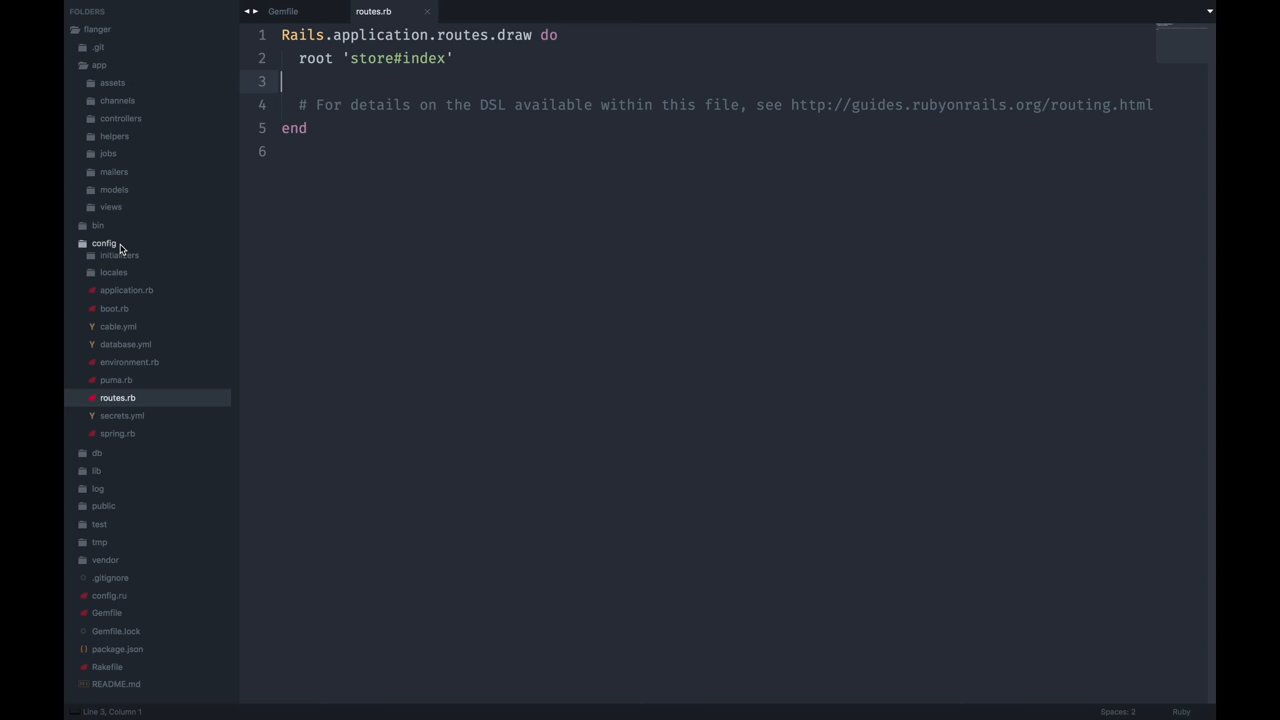 FOLDERS
flanger
.git
app
assets
channels
controllers
helpers
jobs
mailers
models
views
bin
config
initializers
locales
application.rb
boot.rb
cable.yml
database.yml
environment.rb
puma.rb
routes.rb
secrets.yml
spring.rb
db
lib
log
public
test
tmp
vendor
.gitignore
config.ru
Gemfile
Gemfile.lock
package.json
Rakefile
README.md
Gemfile routes.rb
1 Rails.application.routes.draw do
2 root 'store#index'
3
4 # For details on the DSL available within this file, see http://guides.rubyonrails.org/routing.html
5 end
6
Line 3, Column 1 Spaces: 2 Ruby